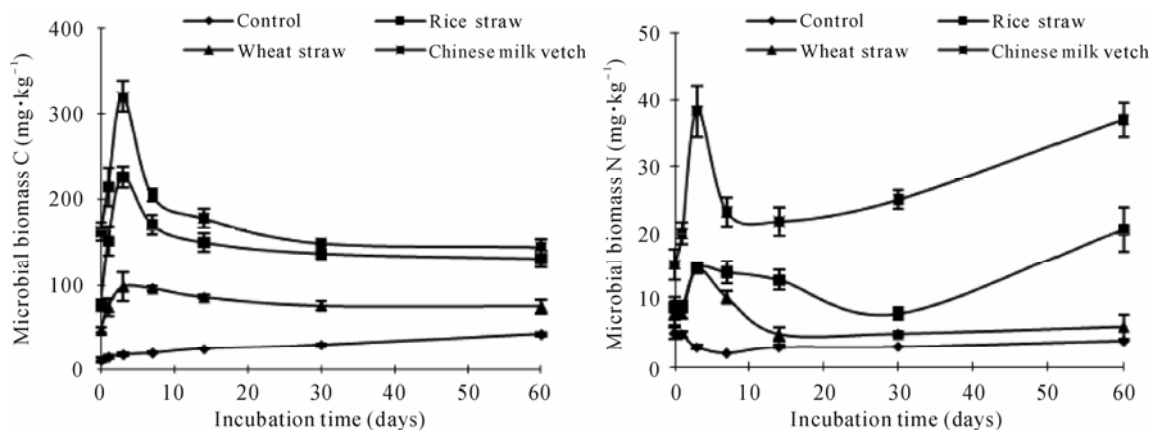 Control
Rice straw
Wheat straw
Chinese milk vetch
Microbial biomass C (mg·kg⁻¹)
400
300
200
100
0
0 10 20 30 40 50 60
Incubation time (days)
Control
Rice straw
Wheat straw
Chinese milk vetch
Microbial biomass N (mg·kg⁻¹)
50
40
30
20
10
0
0 10 20 30 40 50 60
Incubation time (days)